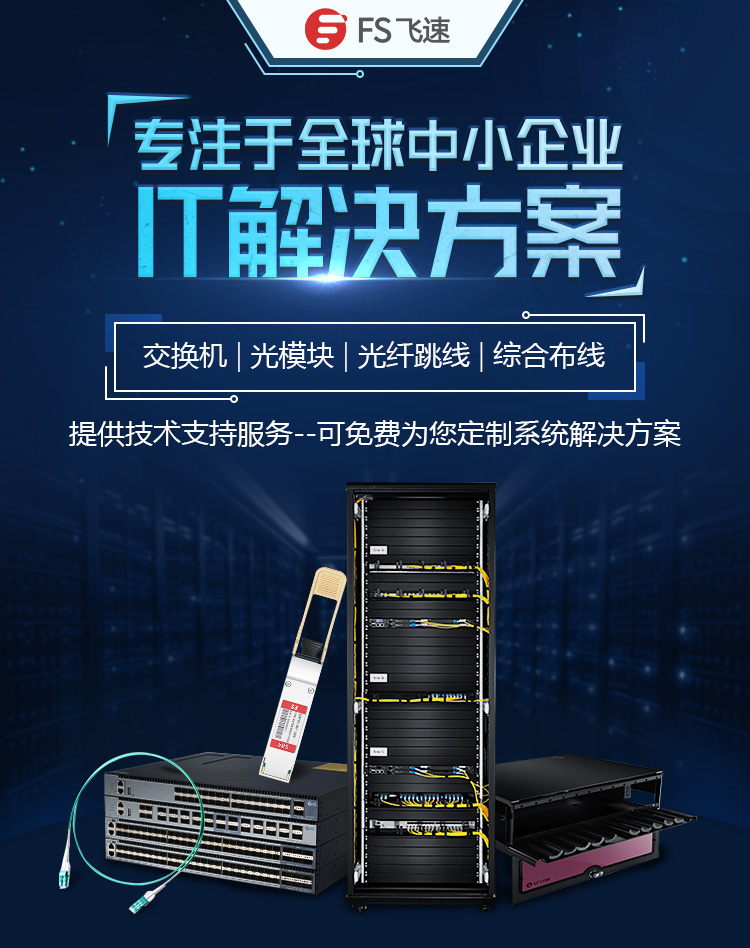 FS 飞速
专注于全球中小企业
IT解决方案
交换机 | 光模块 | 光纤跳线 | 综合布线
提供技术支持服务--可免费为您定制系统解决方案
FS